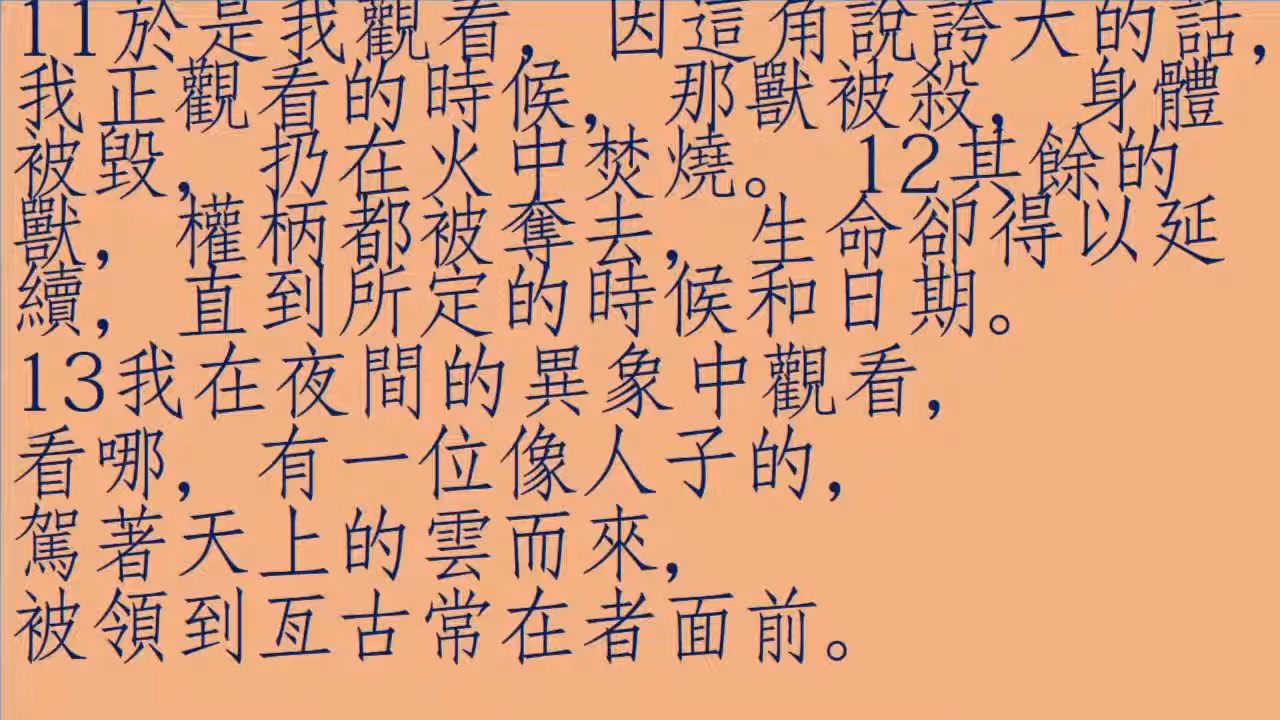 11於是我觀看，因這角說誇大的話，
我正觀看的時候，那獸被殺，身體
被毀，扔在火中焚燒。12其餘的
獸，權柄都被奪去，生命卻得以延
續，直到所定的時候和日期。
13我在夜間的異象中觀看，
看哪，有一位像人子的，
駕著天上的雲而來，
被領到亙古常在者面前。